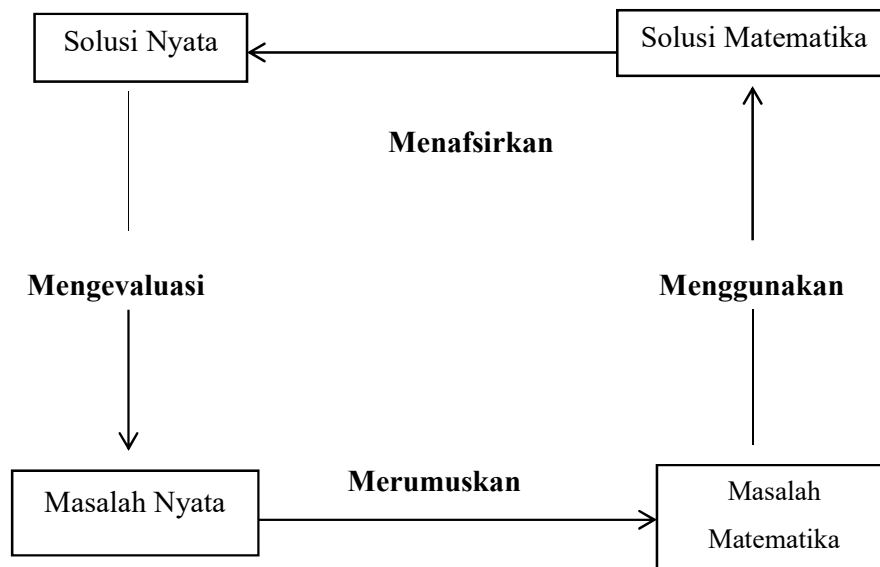 Solusi Nyata
Solusi Matematika
Menafsirkan
Mengevaluasi
Menggunakan
Masalah Nyata
Merumuskan
Masalah
Matematika